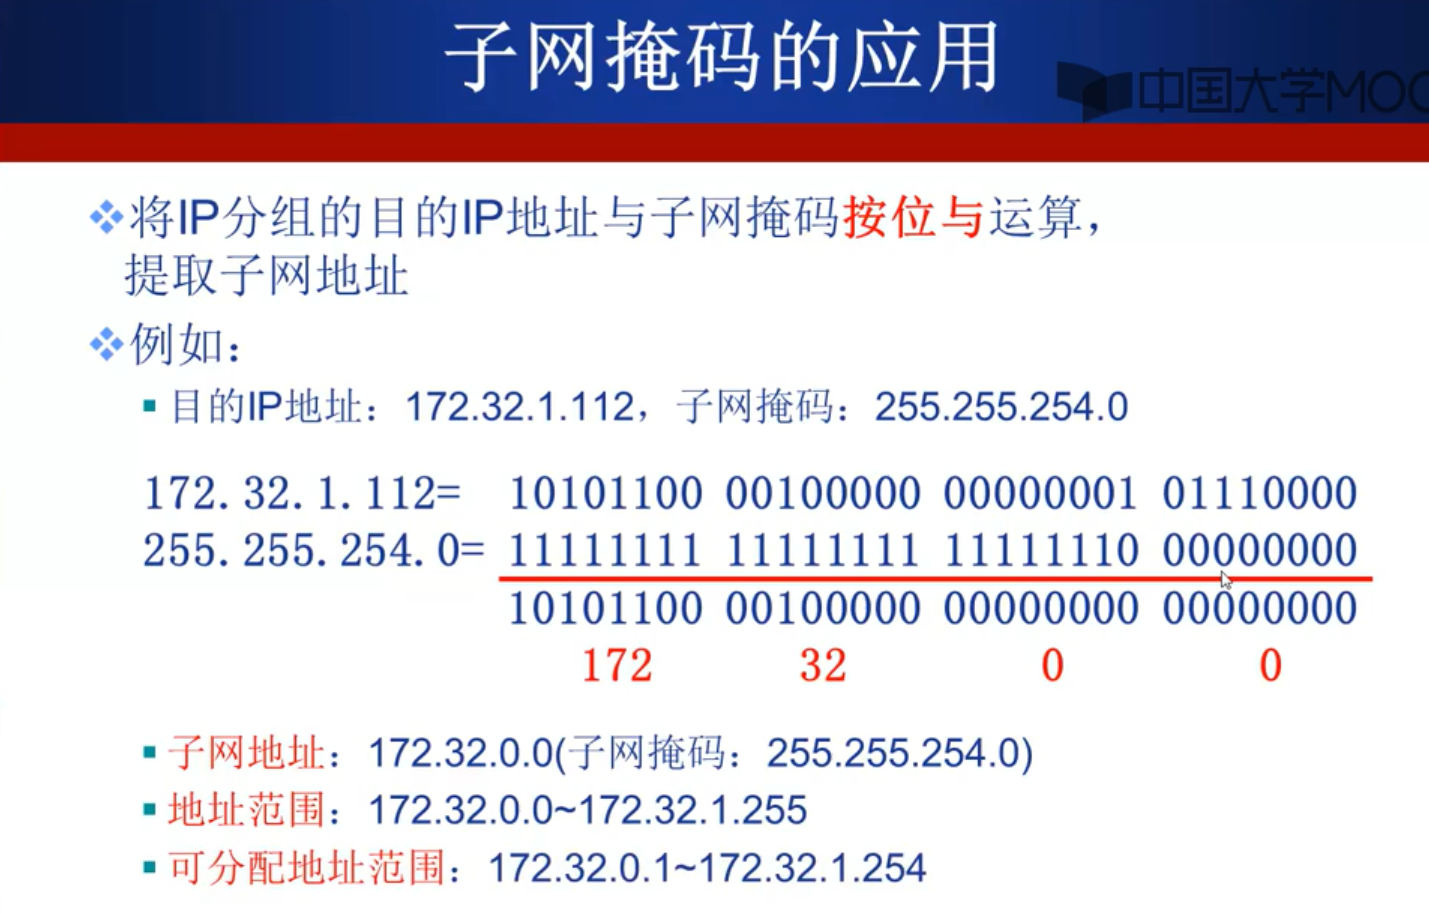 子网掩码的应用
中国大学MOO
将IP分组的目的IP地址与子网掩码按位与运算，
提取子网地址
例如：
目的IP地址：172.32.1.112，子网掩码：255.255.254.0
172.32.1.112= 10101100 00100000 00000001 01110000
255.255.254.0= 11111111 11111111 11111110 00000000
10101100 00100000 00000000 00000000
172 32 0 0
子网地址：172.32.0.0(子网掩码：255.255.254.0)
地址范围：172.32.0.0~172.32.1.255
可分配地址范围：172.32.0.1~172.32.1.254